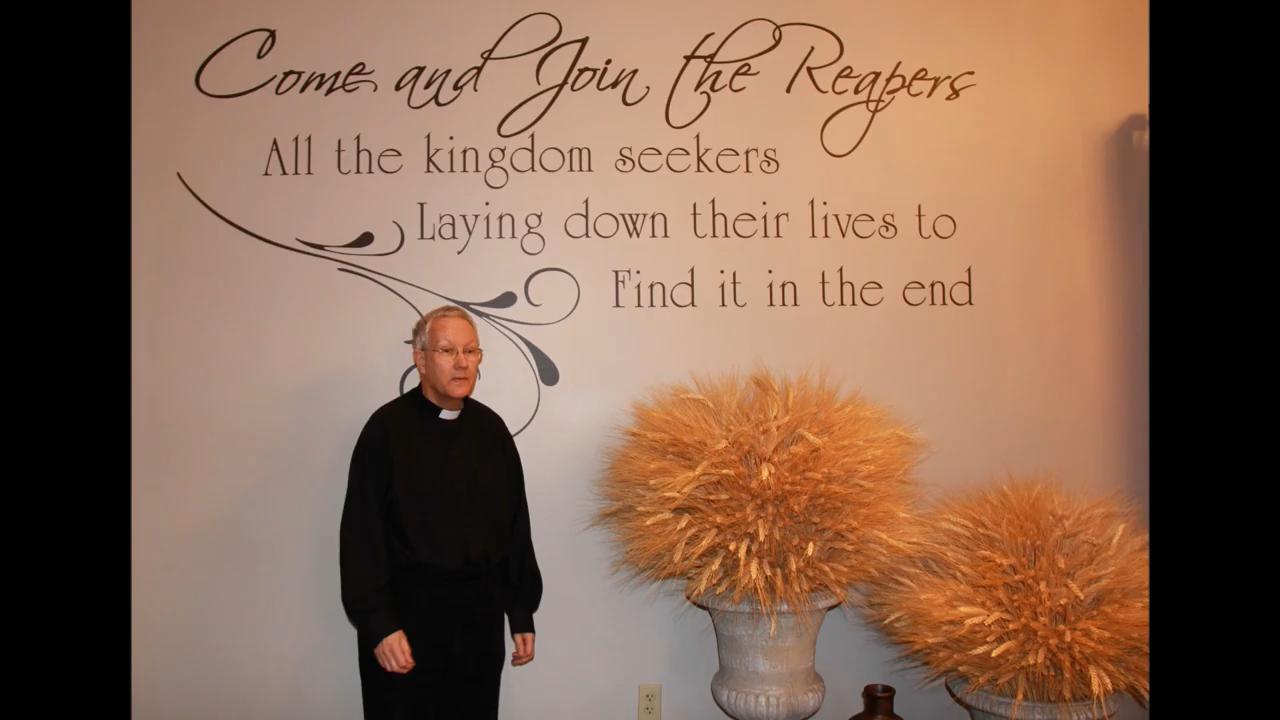 Come and Join the Reapers
All the kingdom seekers
Laying down their lives to
Find it in the end